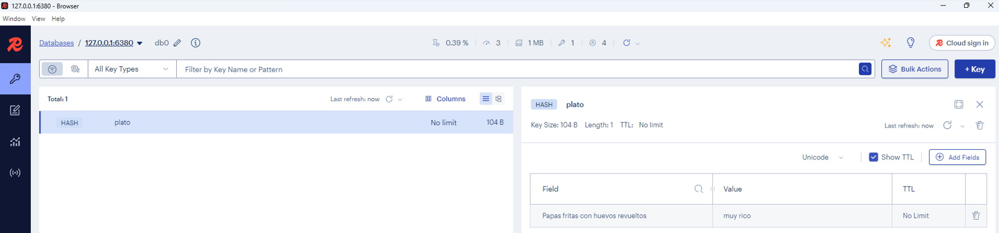 127.0.0.1:6380 - Browser
Window View Help
Databases / 127.0.0.1:6380 db0 0.39 % 3 1 MB 1 4 Cloud sign in
All Key Types Filter by Key Name or Pattern Bulk Actions + Key
Total: 1 Last refresh: now Columns
HASH plato No limit 104 B
HASH plato
Key Size: 104 B Length: 1 TTL: No limit Last refresh: now
Unicode Show TTL Add Fields
Field Value TTL
Papas fritas con huevos revueltos muy rico No Limit